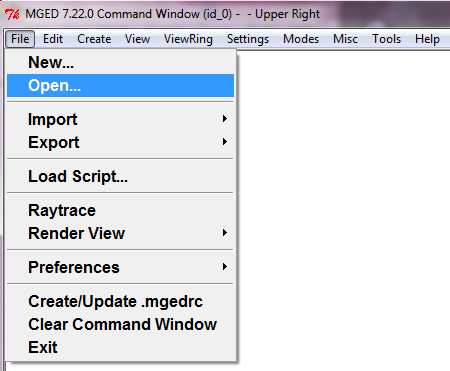 MGED 7.22.0 Command Window (id_0) - - Upper Right
File Edit Create View ViewRing Settings Modes Misc Tools Help
New...
Open...
Import
Export
Load Script...
Raytrace
Render View
Preferences
Create/Update .mgedrc
Clear Command Window
Exit